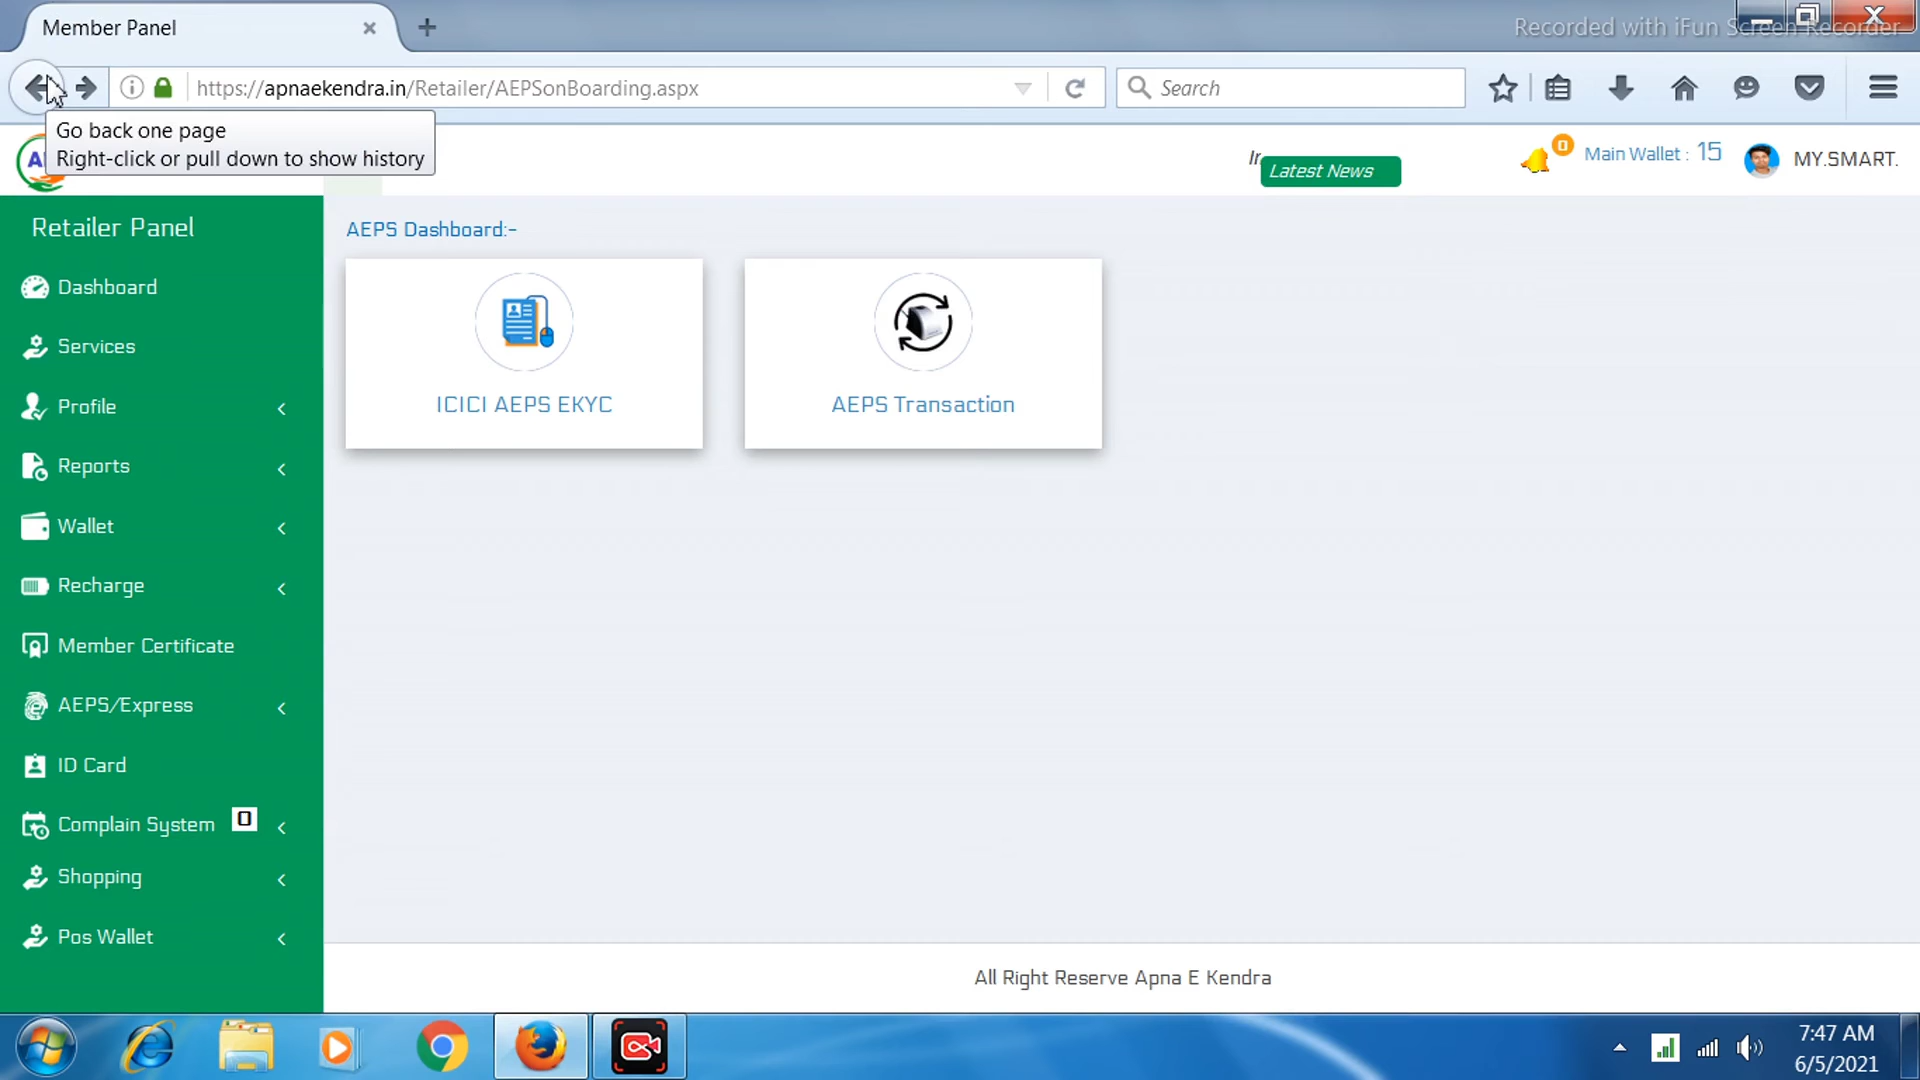 Member Panel
Recorded with iFun Screen Recorder
https://apnaekendra.in/Retailer/AEPSonBoarding.aspx
Search
Go back one page
Right-click or pull down to show history
Latest News
0
Main Wallet : 15
MY.SMART.
Retailer Panel
Dashboard
Services
Profile
Reports
Wallet
Recharge
Member Certificate
AEPS/Express
ID Card
Complain System 0
Shopping
Pos Wallet
AEPS Dashboard:-
ICICI AEPS EKYC
AEPS Transaction
All Right Reserve Apna E Kendra
7:47 AM
6/5/2021